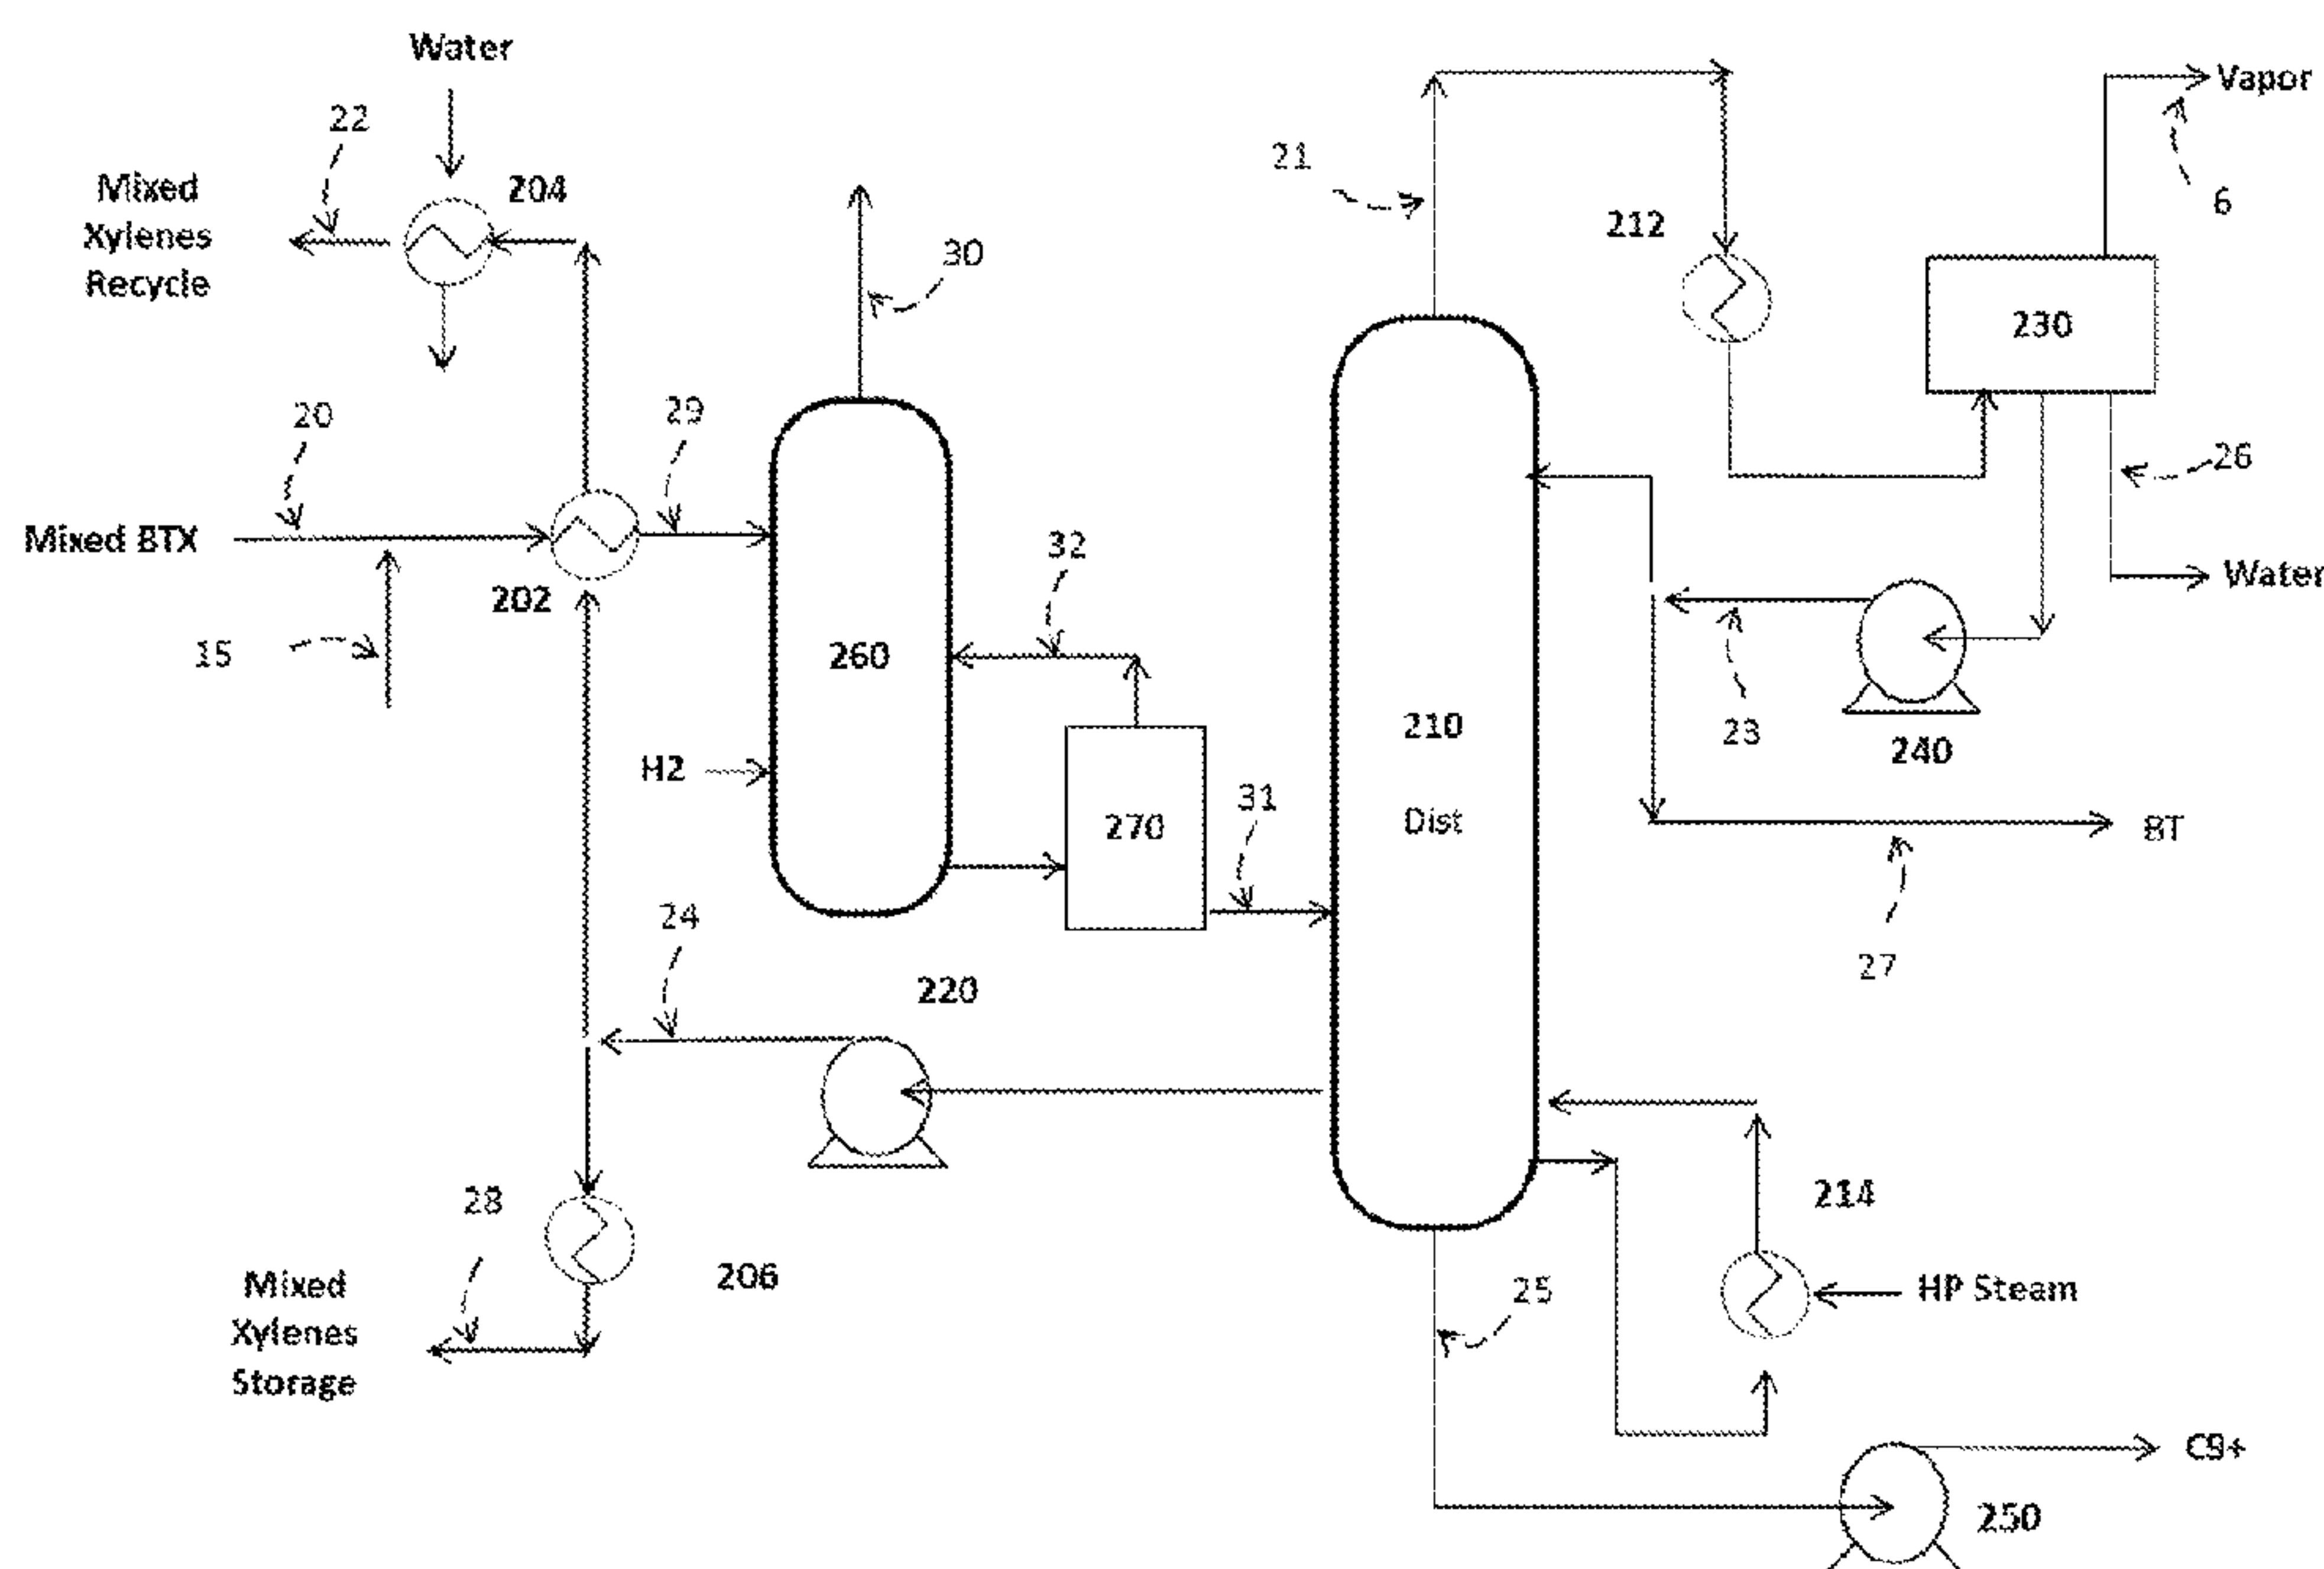 Water
22
204
Mixed
Xylenes
Recycle
30
21
212
Vapor
6
230
20
29
26
Mixed BTX
202
32
Water
15
260
210
23
240
H2
270
31
Dist
BT
24
220
27
28
206
214
Mixed
Xylenes
Storage
25
HP Steam
C9+
250